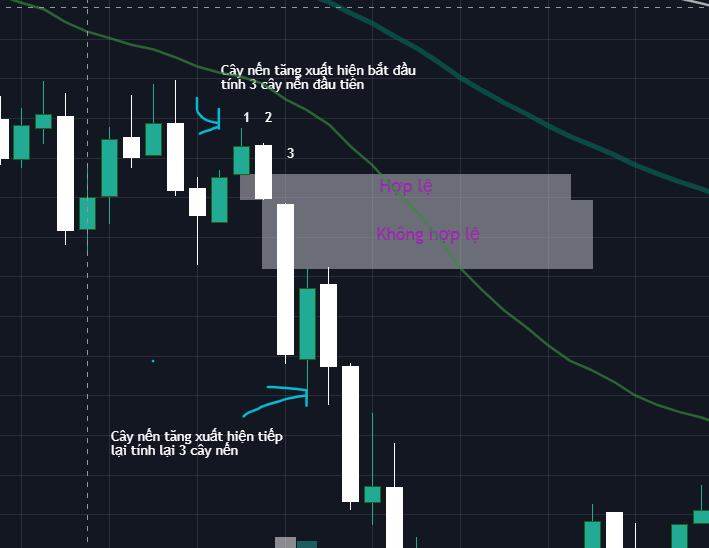 Cây nến tăng xuất hiện bắt đầu
tính 3 cây nến đầu tiên
1 2
3
Hợp lệ
Không hợp lệ
Cây nến tăng xuất hiện tiếp
lại tính lại 3 cây nến